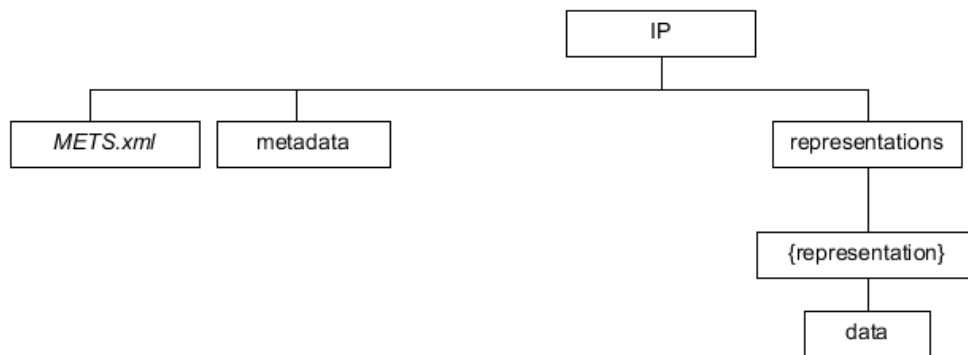 IP
METS.xml
metadata
representations
{representation}
data